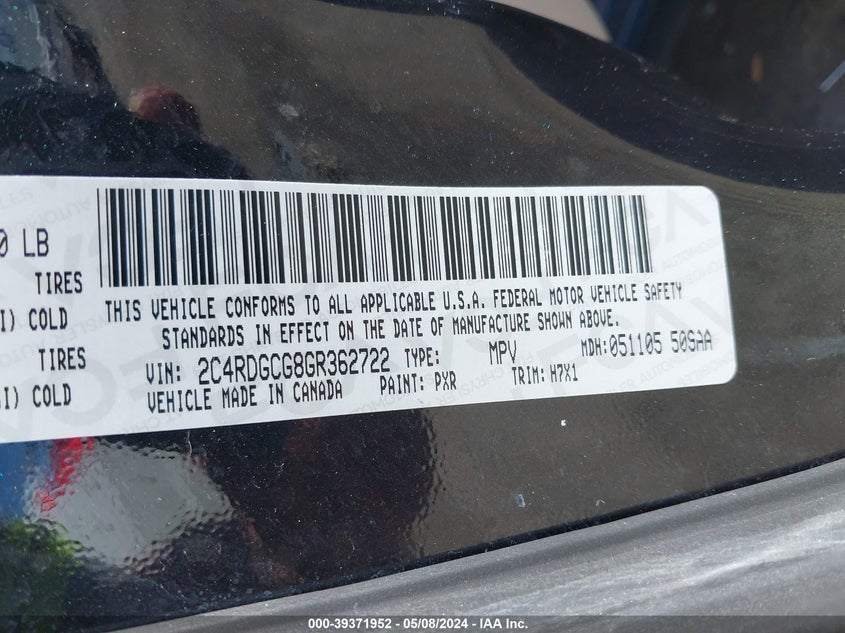 0 LB
TIRES
I) COLD
TIRES
SI) COLD
THIS VEHICLE CONFORMS TO ALL APPLICABLE U.S.A. FEDERAL MOTOR VEHICLE SAFETY
STANDARDS IN EFFECT ON THE DATE OF MANUFACTURE SHOWN ABOVE.
VIN: 2C4RDGCG8GR362722 TYPE: MPV MDH:051105 50SAA
VEHICLE MADE IN CANADA PAINT: PXR TRIM: H7X1
000-39371952 - 05/08/2024 - IAA Inc.